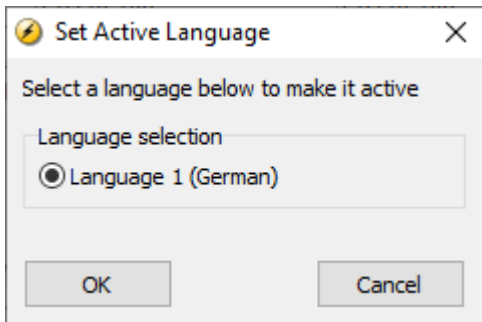 Set Active Language
Select a language below to make it active
Language selection
Language 1 (German)
OK
Cancel